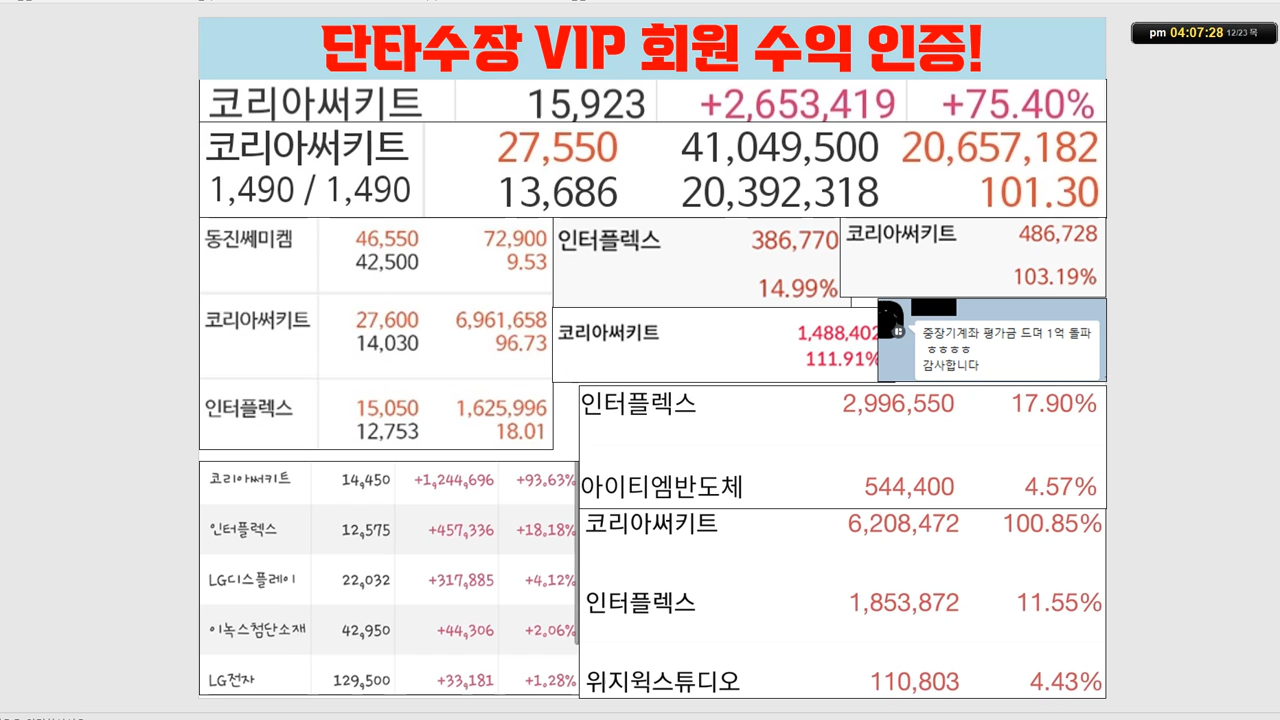 단타수장 VIP 회원 수익 인증!
pm 04:07:28 12/23 목
코리아써키트 15,923 +2,653,419 +75.40%
코리아써키트 27,550 41,049,500 20,657,182
1,490 / 1,490 13,686 20,392,318 101.30
동진쎄미켐 46,550 72,900
42,500 9.53
코리아써키트 27,600 6,961,658
14,030 96.73
인터플렉스 15,050 1,625,996
12,753 18.01
인터플렉스 386,770
14.99%
코리아써키트 486,728
103.19%
코리아써키트 1,488,402
111.91%
중장기계좌 평가금 드며 1억 돌파
ㅎㅎㅎㅎ
감사합니다
인터플렉스 2,996,550 17.90%
아이티엠반도체 544,400 4.57%
코리아써키트 6,208,472 100.85%
인터플렉스 1,853,872 11.55%
위지윅스튜디오 110,803 4.43%
코리아써키트 14,450 +1,244,696 +93.63%
인터플렉스 12,575 +457,336 +18.18%
LG디스플레이 22,032 +317,885 +4.12%
이녹스첨단소재 42,950 +44,306 +2.06%
LG전자 129,500 +33,181 +1.28%